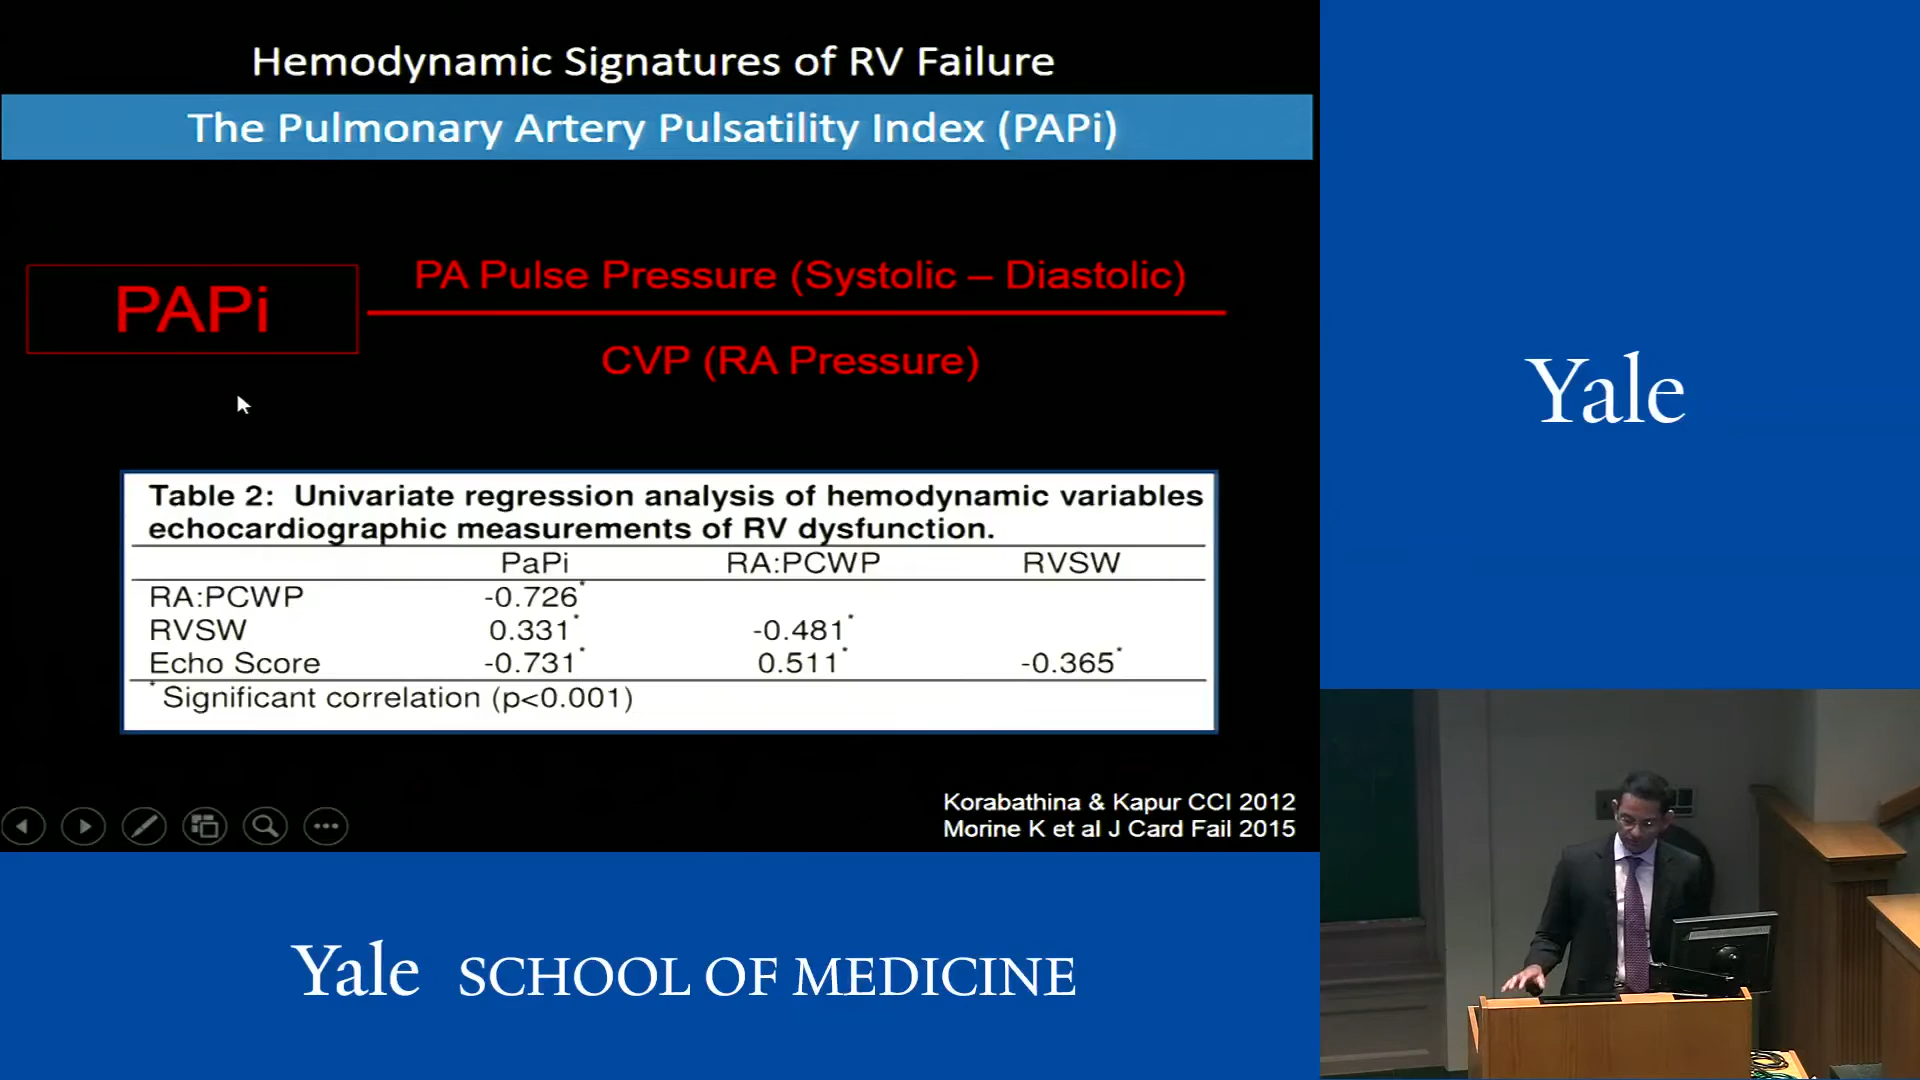 Hemodynamic Signatures of RV Failure
The Pulmonary Artery Pulsatility Index (PAPi)
PAPi
PA Pulse Pressure (Systolic – Diastolic)
CVP (RA Pressure)
Table 2: Univariate regression analysis of hemodynamic variables
echocardiographic measurements of RV dysfunction.
PaPi RA:PCWP RVSW
RA:PCWP -0.726*
RVSW 0.331* -0.481*
Echo Score -0.731* 0.511* -0.365*
*Significant correlation (p<0.001)
Korabathina & Kapur CCI 2012
Morine K et al J Card Fail 2015
Yale
Yale SCHOOL OF MEDICINE